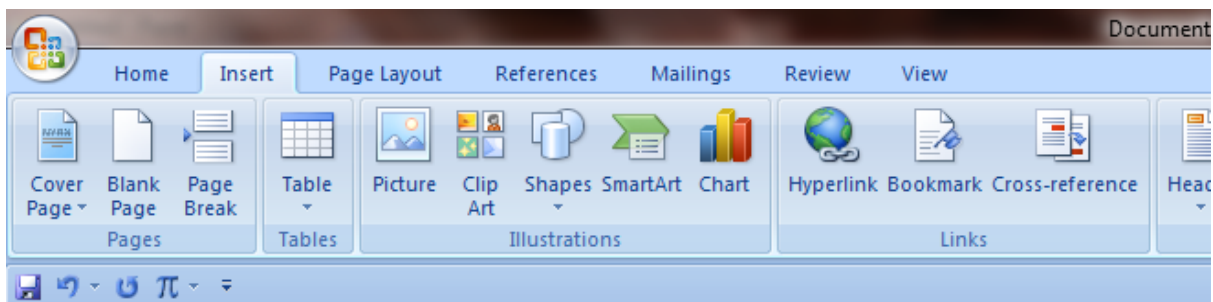 Document
Home Insert Page Layout References Mailings Review View
Cover Blank Page Table Picture Clip Shapes SmartArt Chart Hyperlink Bookmark Cross-reference Head
Page Page Break Art
Pages Tables Illustrations Links
π